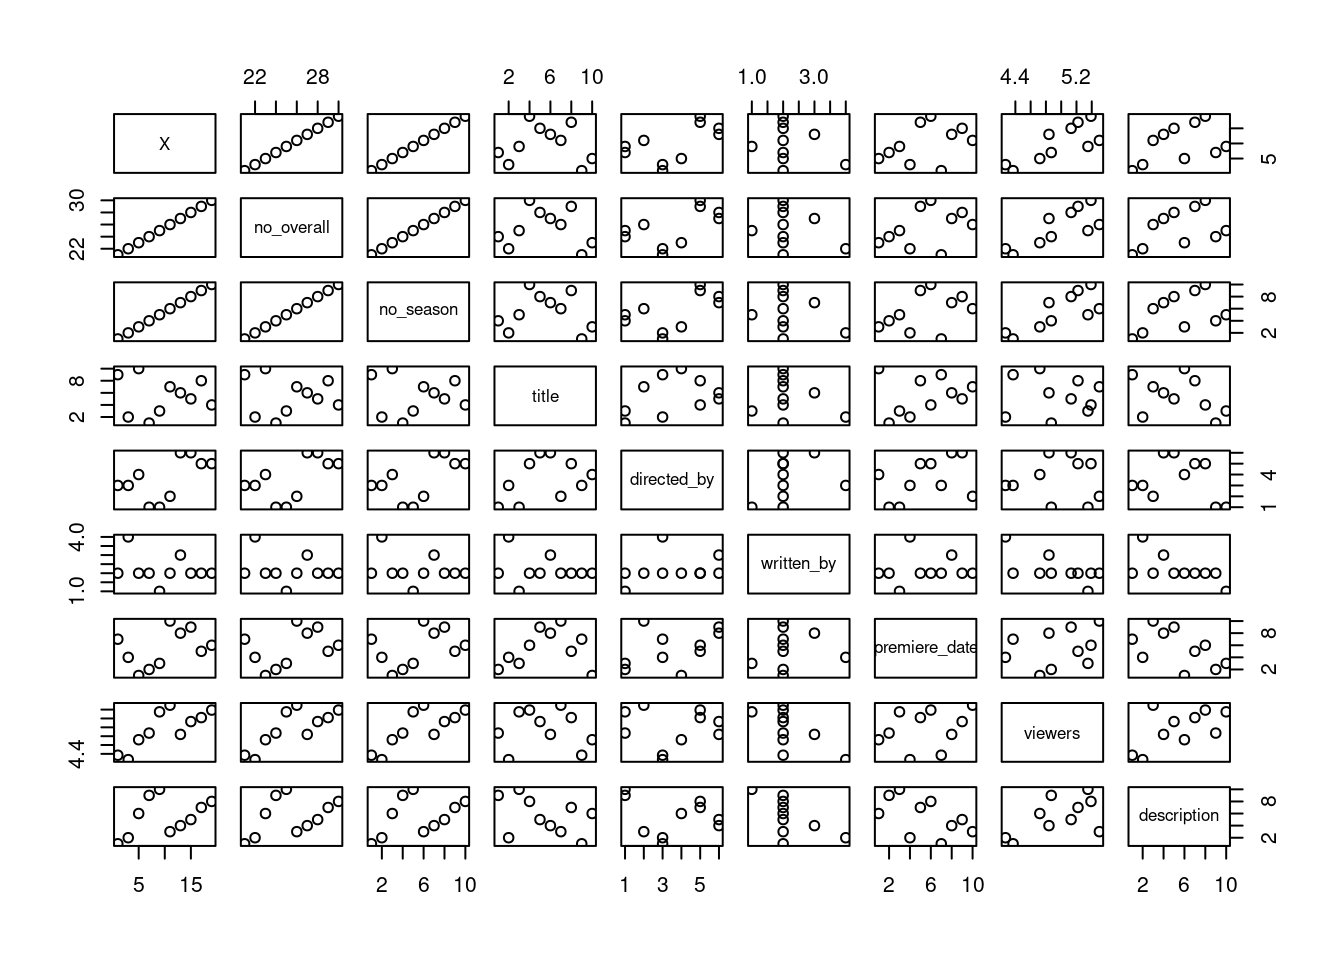 22 28 2 6 10 1.0 3.0 4.4 5.2
X
5
22 30
no_overall
no_season
2 8
2 8
title
directed_by
1 4
1.0 4.0
written_by
premiere_date
2 8
4.4
viewers
description
2 8
5 15 2 6 10 1 3 5 2 6 10 2 6 10